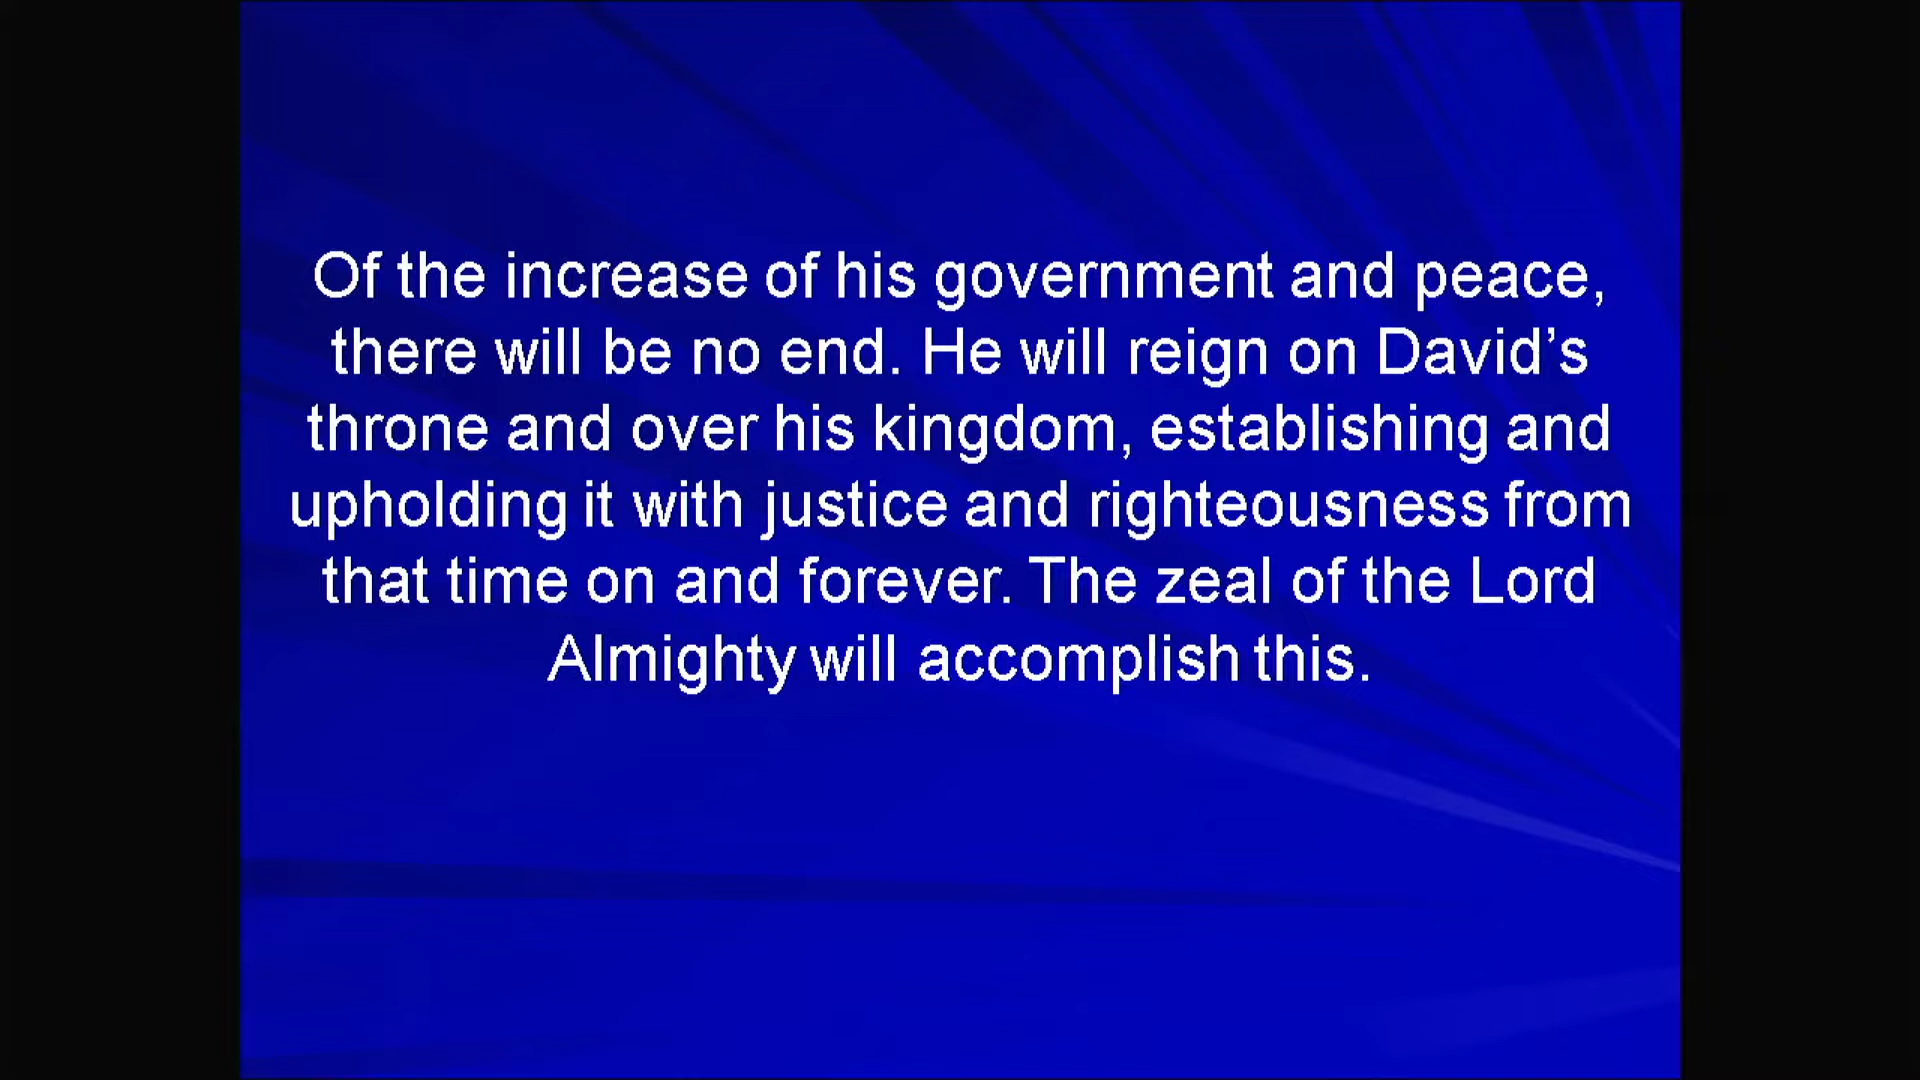 Of the increase of his government and peace,
there will be no end. He will reign on David’s
throne and over his kingdom, establishing and
upholding it with justice and righteousness from
that time on and forever. The zeal of the Lord
Almighty will accomplish this.